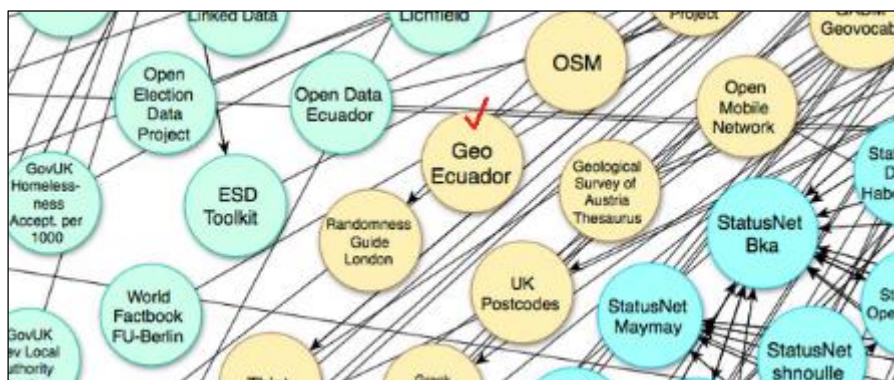 Linked Data
Lichfield
Project
Geovocab
OSM
Open
Election
Data
Project
Open Data
Ecuador
Open
Mobile
Network
Geo
Ecuador
Geological
Survey of
Austria
Thesaurus
GovUK
Homeless-
ness
Accept. per
1000
ESD
Toolkit
Randomness
Guide
London
StatusNet
Bka
UK
Postcodes
World
Factbook
FU-Berlin
StatusNet
Maymay
GovUK
StatusNet
shnoulle